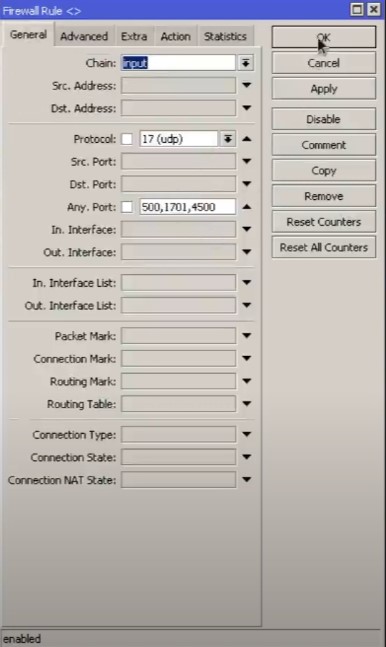 Firewall Rule <>
General Advanced Extra Action Statistics
Chain: input
Src. Address:
Dst. Address:
Protocol: 17 (udp)
Src. Port:
Dst. Port:
Any. Port: 500,1701,4500
In. Interface:
Out. Interface:
In. Interface List:
Out. Interface List:
Packet Mark:
Connection Mark:
Routing Mark:
Routing Table:
Connection Type:
Connection State:
Connection NAT State:
OK
Cancel
Apply
Disable
Comment
Copy
Remove
Reset Counters
Reset All Counters
enabled